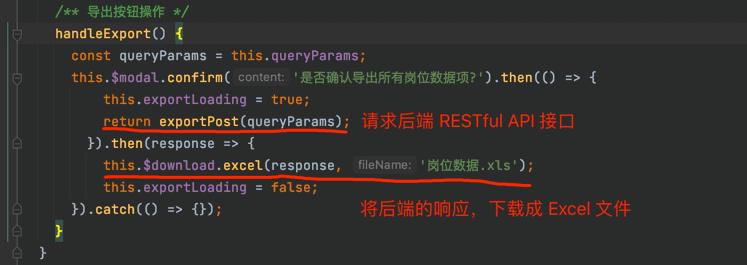 /** 导出按钮操作 */
handleExport() {
const queryParams = this.queryParams;
this.$modal.confirm( content: '是否确认导出所有岗位数据项?').then(() => {
this.exportLoading = true;
return exportPost(queryParams); 请求后端 RESTful API 接口
}).then(response => {
this.$download.excel(response, fileName: '岗位数据.xls');
this.exportLoading = false;
}).catch(() => {}); 将后端的响应，下载成 Excel 文件
}
}